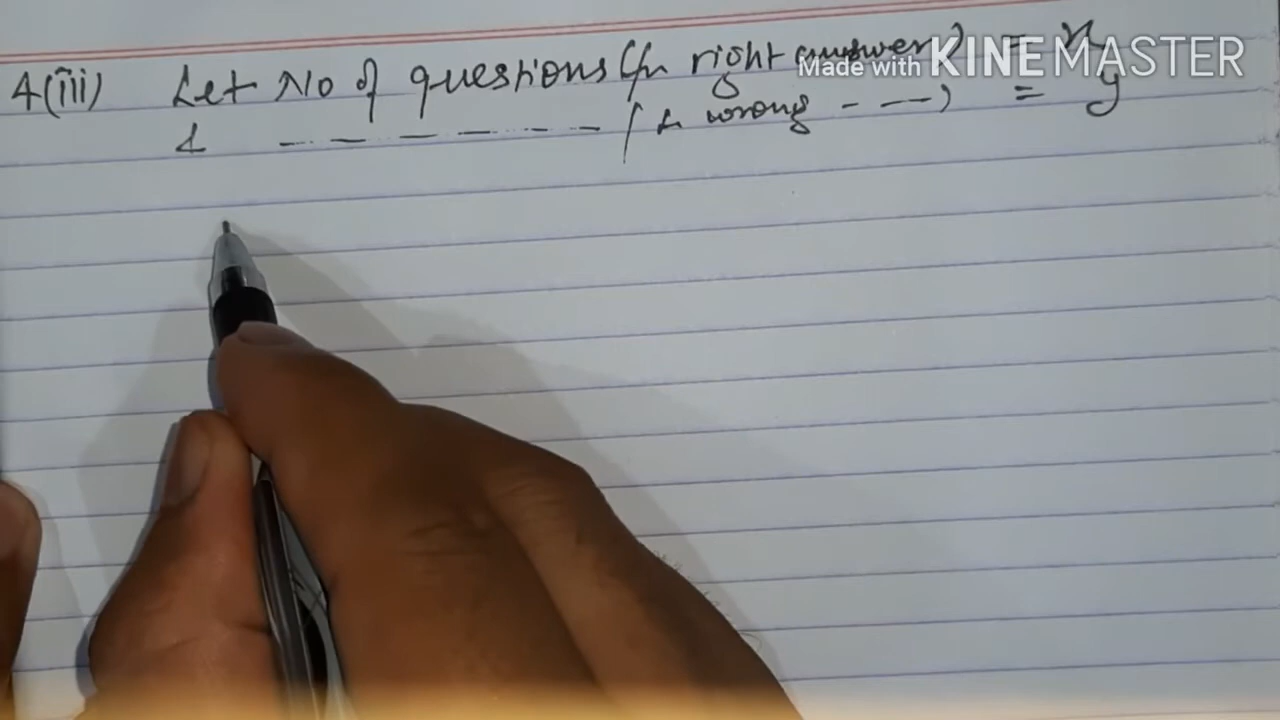 4(iii) Let No of questions (for right answer) = x
& - - - - - - - (for wrong - - -) = y
Made with KINEMASTER